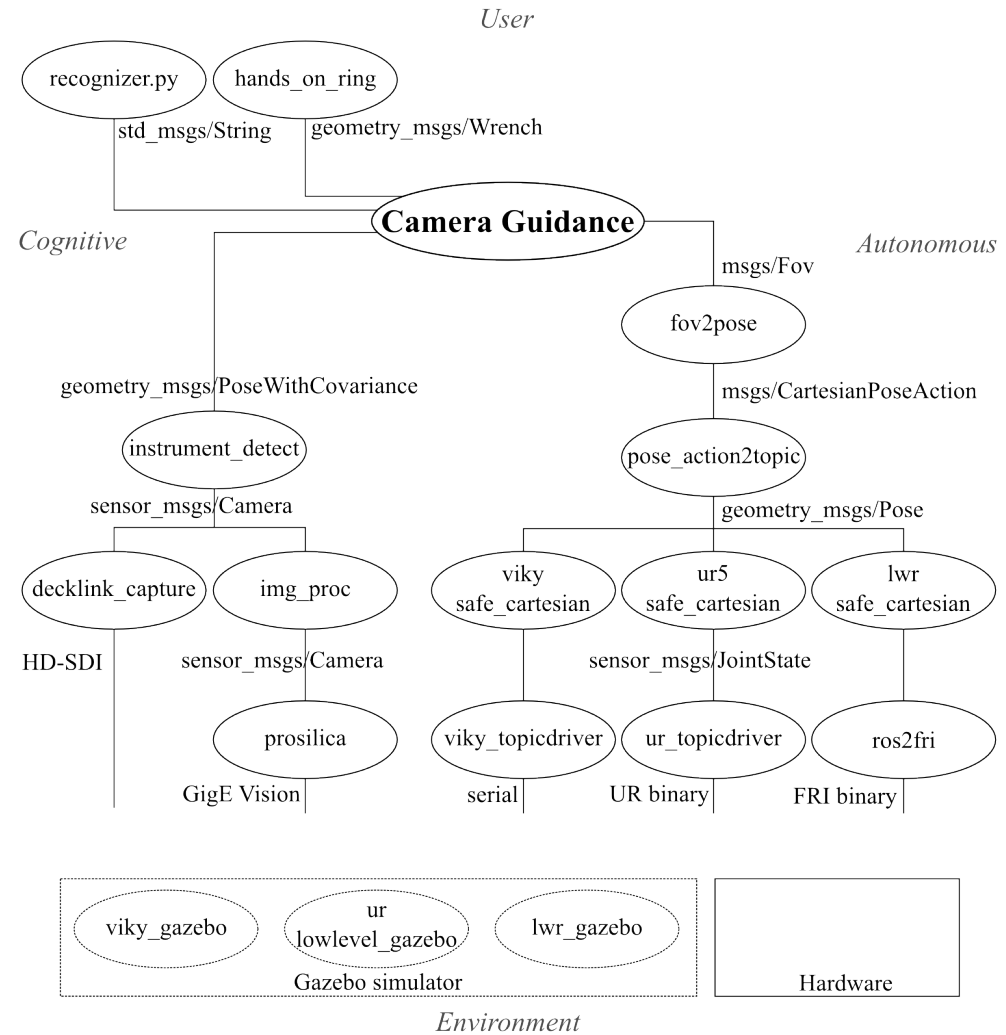 User
recognizer.py
hands_on_ring
std_msgs/String
geometry_msgs/Wrench
Camera Guidance
Cognitive
Autonomous
msgs/Fov
fov2pose
geometry_msgs/PoseWithCovariance
msgs/CartesianPoseAction
instrument_detect
pose_action2topic
sensor_msgs/Camera
geometry_msgs/Pose
decklink_capture
img_proc
viky
safe_cartesian
ur5
safe_cartesian
lwr
safe_cartesian
HD-SDI
sensor_msgs/Camera
sensor_msgs/JointState
prosilica
viky_topicdriver
ur_topicdriver
ros2fri
GigE Vision
serial
UR binary
FRI binary
viky_gazebo
ur
lowlevel_gazebo
lwr_gazebo
Gazebo simulator
Hardware
Environment